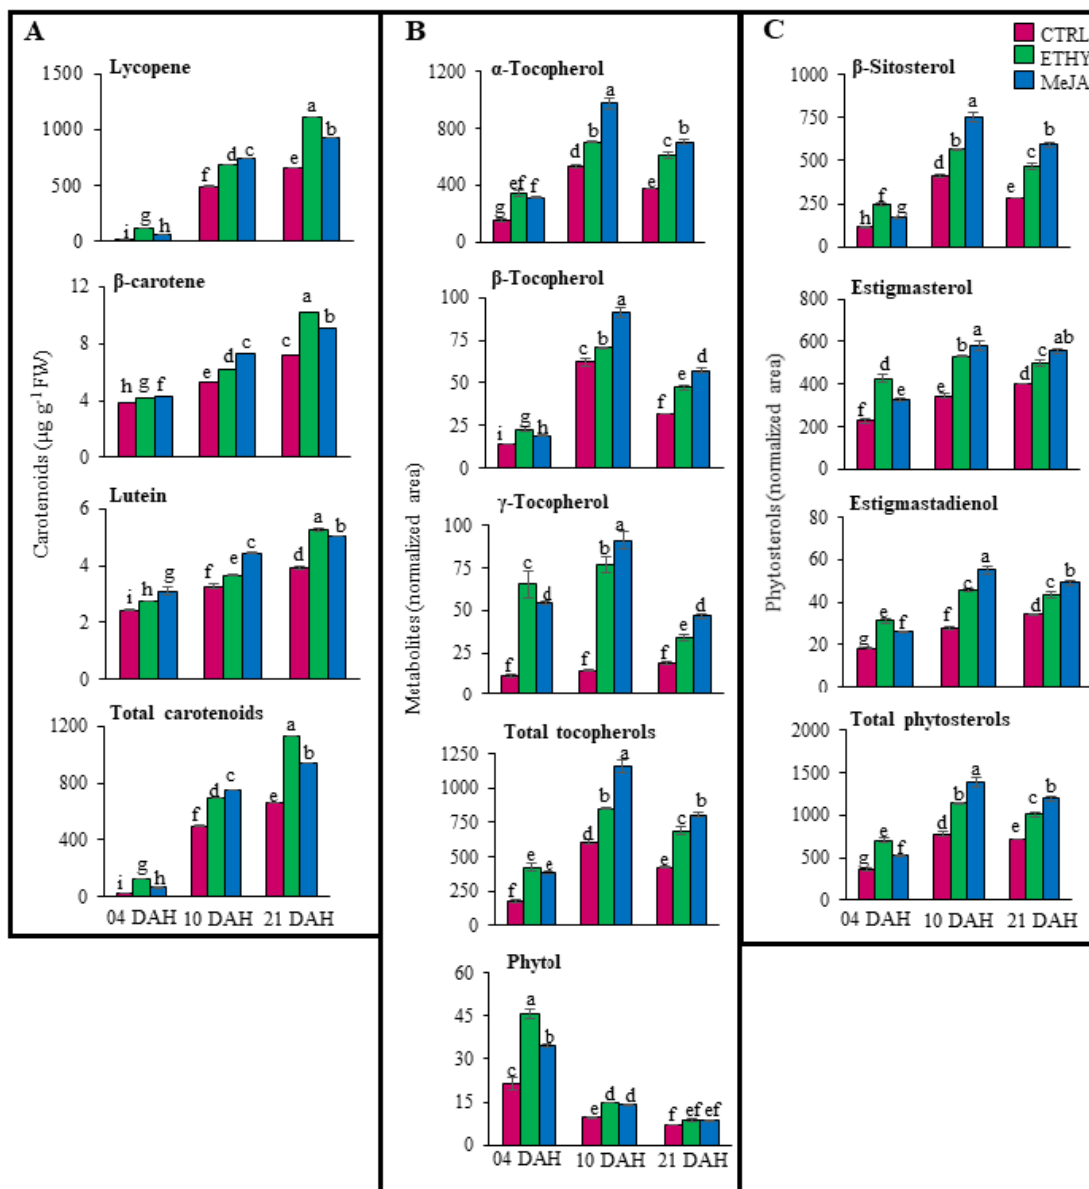 A
Lycopene
1500
1000
500
0
i
g
h
f
d
c
e
a
b
β-carotene
12
8
4
0
h
g
f
e
d
c
c
a
b
Lutein
6
4
2
0
i
h
g
f
e
c
d
a
b
Total carotenoids
1200
800
400
0
i
g
h
f
d
c
e
a
b
04 DAH 10 DAH 21 DAH
Carotenoids (µg g-1 FW)
B
α-Tocopherol
1200
800
400
0
g
ef
f
d
b
a
e
c
b
β-Tocopherol
100
75
50
25
0
i
g
h
c
b
a
f
e
d
γ-Tocopherol
100
75
50
25
0
f
c
d
f
b
a
f
e
d
Total tocopherols
1250
1000
750
500
250
0
f
e
e
d
b
a
e
c
b
Phytol
60
45
30
15
0
c
a
b
e
d
d
f
ef
ef
04 DAH 10 DAH 21 DAH
Metabolites (normalized area)
C
CTRL
ETHY
MeJA
β-Sitosterol
1000
750
500
250
0
h
f
g
d
b
a
e
c
b
Estigmasterol
800
600
400
200
0
f
d
e
e
b
a
d
c
ab
Estigmastadienol
80
60
40
20
0
g
e
f
f
c
a
d
c
b
Total phytosterols
2000
1500
1000
500
0
g
e
f
d
b
a
e
c
b
04 DAH 10 DAH 21 DAH
Phytosterols (normalized area)